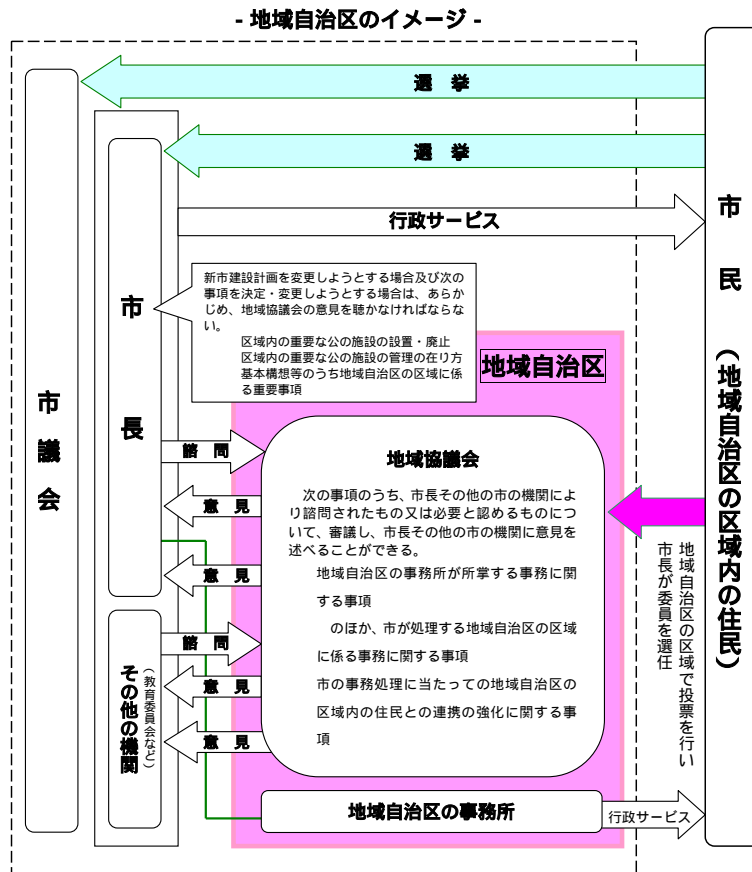 - 地域自治区のイメージ -
選 挙
選 挙
行政サービス
市議会
市長
新市建設計画を変更しようとする場合及び次の
事項を決定・変更しようとする場合は、あらか
じめ、地域協議会の意見を聴かなければならな
い。
区域内の重要な公の施設の設置・廃止
区域内の重要な公の施設の管理の在り方
基本構想等のうち地域自治区の区域に係
る重要事項
地域自治区
諮 問
意 見
意 見
諮 問
意 見
意 見
その他の機関
（教育委員会など）
地域協議会
次の事項のうち、市長その他の市の機関によ
り諮問されたもの又は必要と認めるものにつ
いて、審議し、市長その他の市の機関に意見を
述べることができる。
地域自治区の事務所が所掌する事務に関
する事項
のほか、市が処理する地域自治区の区域
に係る事務に関する事項
市の事務処理に当たっての地域自治区の
区域内の住民との連携の強化に関する事
項
地域自治区の事務所
行政サービス
地域自治区の区域で投票を行い
市長が委員を選任
市民 （地域自治区の区域内の住民）